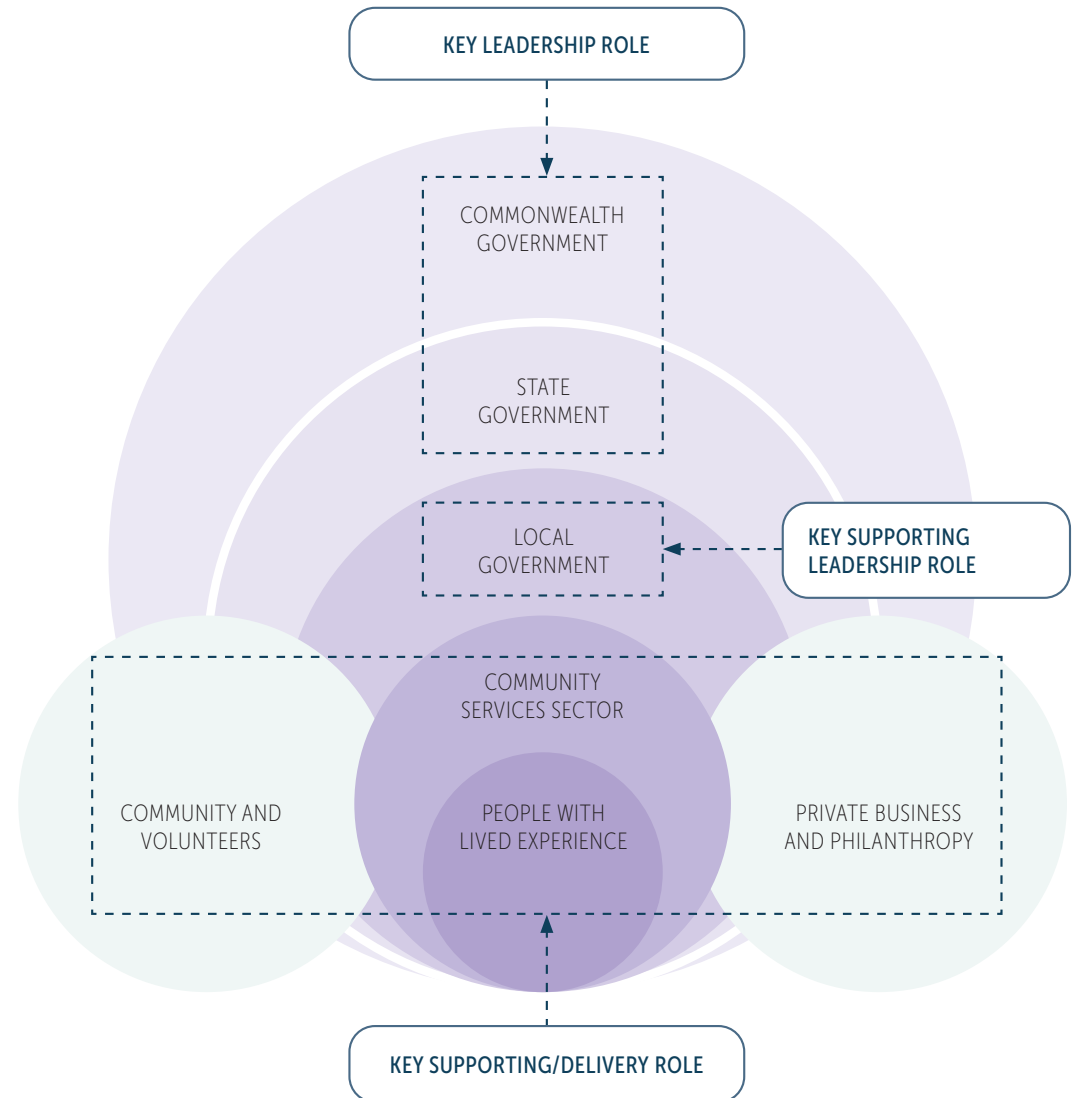 KEY LEADERSHIP ROLE
COMMONWEALTH
GOVERNMENT
STATE
GOVERNMENT
LOCAL
GOVERNMENT
KEY SUPPORTING
LEADERSHIP ROLE
COMMUNITY
SERVICES SECTOR
COMMUNITY AND
VOLUNTEERS
PEOPLE WITH
LIVED EXPERIENCE
PRIVATE BUSINESS
AND PHILANTHROPY
KEY SUPPORTING/DELIVERY ROLE